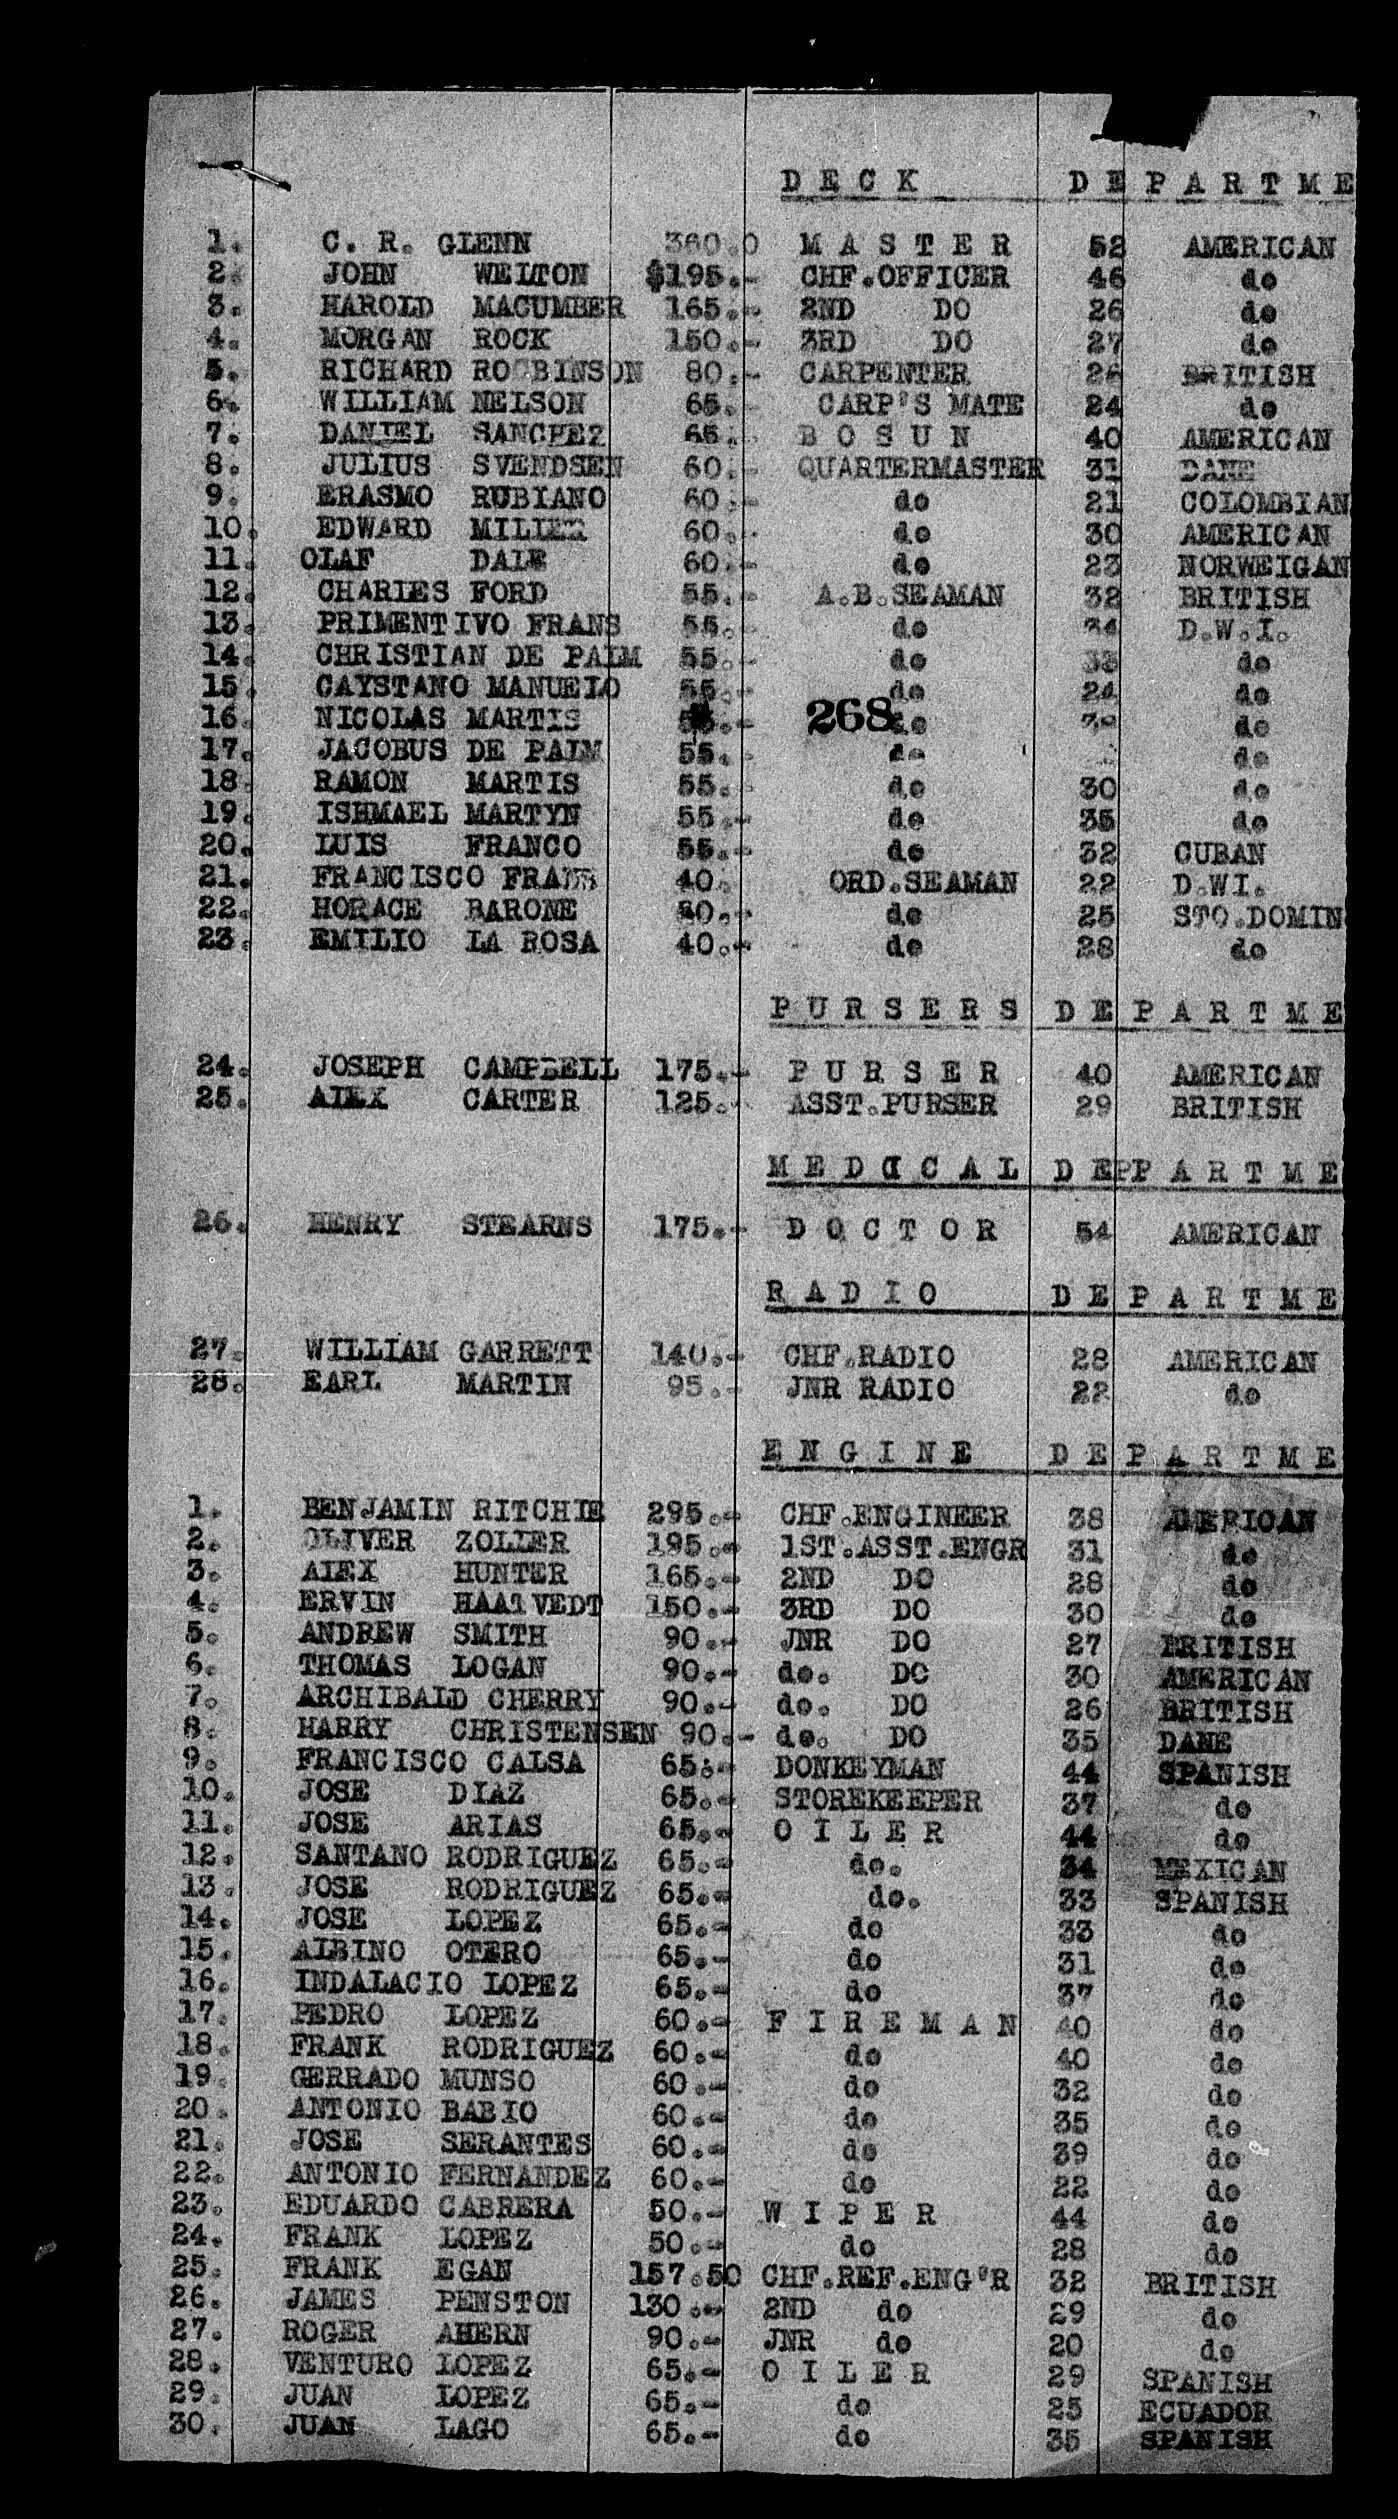 DECK DEPARTME
1. C. R. GLENN 360.0 MASTER 52 AMERICAN
2. JOHN WELTON $195.- CHF.OFFICER 46 do
3. HAROLD MACUMBER 165.- 2ND DO 26 do
4. MORGAN ROCK 150.- 3RD DO 27 do
5. RICHARD ROBBINSON 80.- CARPENTER 26 BRITISH
6. WILLIAM NELSON 65. CARP'S MATE 24 do
7. DANIEL SANCHEZ 65. BOSUN 40 AMERICAN
8. JULIUS SVENDSEN 60.- QUARTERMASTER 31 DANE
9. ERASMO RUBIANO 60.- do 21 COLOMBIAN
10. EDWARD MILLER 60.- do 30 AMERICAN
11. OLAF DALE 60.- do 23 NORWEIGAN
12. CHARLES FORD 55.- A.B.SEAMAN 32 BRITISH
13. PRIMENTIVO FRANS 55.- do 34 D.W.I.
14. CHRISTIAN DE PALM 55.- do 33 do
15. CAYSTANO MANUELO 55.- do 24 do
16. NICOLAS MARTIS 55.- 268 do do
17. JACOBUS DE PALM 55.- do do
18. RAMON MARTIS 55.- do 30 do
19. ISHMAEL MARTYN 55.- do 35 do
20. LUIS FRANCO 55.- do 32 CUBAN
21. FRANCISCO FRANS 40. ORD.SEAMAN 22 D.WI.
22. HORACE BARONE 40.- do 25 STO.DOMIN
23. EMILIO LA ROSA 40.- do 28 do
PURSERS DEPARTME
24. JOSEPH CAMPBELL 175.- PURSER 40 AMERICAN
25. ALEX CARTER 125.- ASST.PURSER 29 BRITISH
MEDICAL DEPPARTME
26. HENRY STEARNS 175.- DOCTOR 54 AMERICAN
RADIO DEPARTME
27. WILLIAM GARRETT 140.- CHF.RADIO 28 AMERICAN
28. EARL MARTIN 95.- JNR RADIO 22 do
ENGINE DEPARTME
1. BENJAMIN RITCHIE 295.- CHF.ENGINEER 38 AMERICAN
2. OLIVER ZOLLER 195.- 1ST.ASST.ENGR 31 do
3. ALEX HUNTER 165.- 2ND DO 28 do
4. ERVIN HAALVEDT 150.- 3RD DO 30 do
5. ANDREW SMITH 90.- JNR DO 27 BRITISH
6. THOMAS LOGAN 90.- do. DO 30 AMERICAN
7. ARCHIBALD CHERRY 90.- do. DO 26 BRITISH
8. HARRY CHRISTENSEN 90.- do. DO 35 DANE
9. FRANCISCO CALSA 65.- DONKEYMAN 44 SPANISH
10. JOSE DIAZ 65.- STOREKEEPER 37 do
11. JOSE ARIAS 65.- OILER 44 do
12. SANTANO RODRIGUEZ 65.- do. 34 MEXICAN
13. JOSE RODRIGUEZ 65.- do. 33 SPANISH
14. JOSE LOPEZ 65.- do 33 do
15. ALBINO OTERO 65.- do 31 do
16. INDALACIO LOPEZ 65.- do 37 do
17. PEDRO LOPEZ 60.- FIREMAN 40 do
18. FRANK RODRIGUEZ 60.- do 40 do
19. GERRADO MUNSO 60.- do 32 do
20. ANTONIO BABIO 60.- do 35 do
21. JOSE SERANTES 60.- do 39 do
22. ANTONIO FERNANDEZ 60.- do 22 do
23. EDUARDO CABRERA 50.- WIPER 44 do
24. FRANK LOPEZ 50.- do 28 do
25. FRANK EGAN 157.50 CHF.REF.ENG'R 32 BRITISH
26. JAMES PENSTON 130.- 2ND do 29 do
27. ROGER AHERN 90.- JNR do 20 do
28. VENTURO LOPEZ 65.- OILER 29 SPANISH
29. JUAN LOPEZ 65.- do 25 ECUADOR
30. JUAN LAGO 65.- do 35 SPANISH